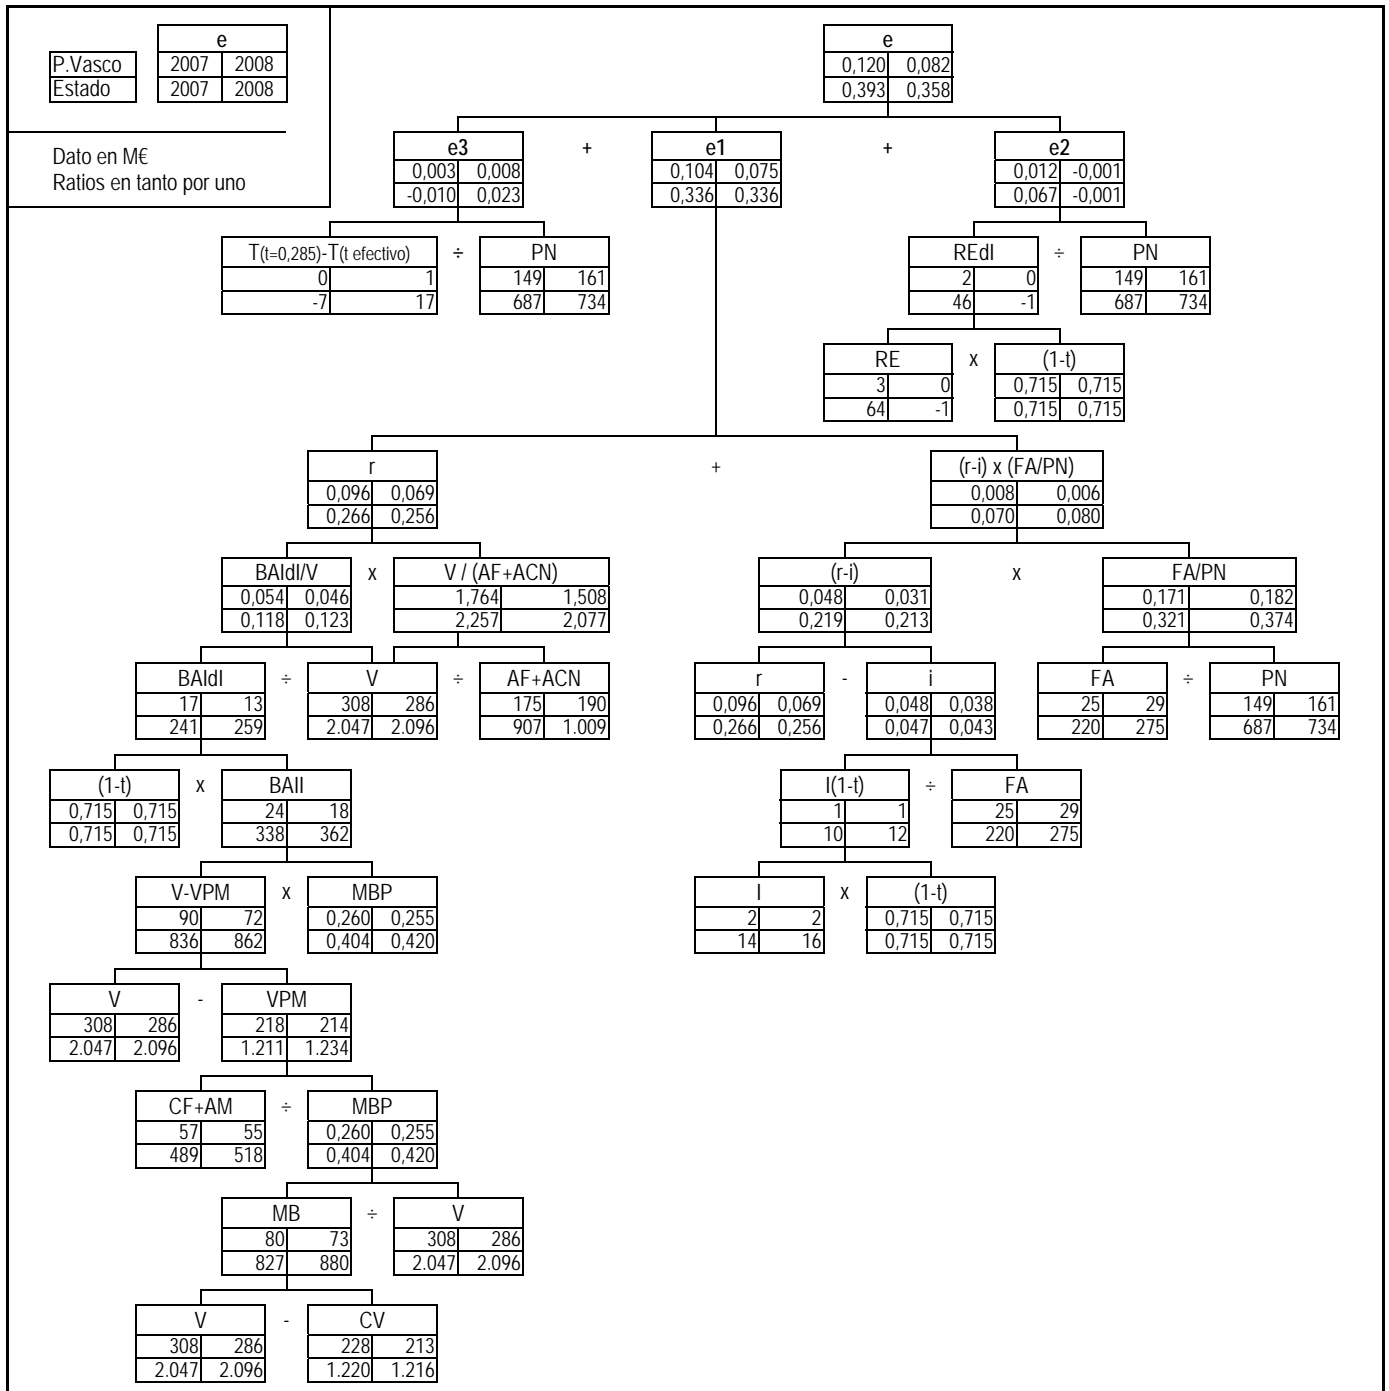 e
P.Vasco 2007 2008
Estado 2007 2008
Dato en M€
Ratios en tanto por uno
e
0,120 0,082
0,393 0,358
e3 + e1 + e2
0,003 0,008 0,104 0,075 0,012 -0,001
-0,010 0,023 0,336 0,336 0,067 -0,001
T(t=0,285)-T(t efectivo) ÷ PN REdI ÷ PN
0 1 149 161 2 0 149 161
-7 17 687 734 46 -1 687 734
RE x (1-t)
3 0 0,715 0,715
64 -1 0,715 0,715
r + (r-i) x (FA/PN)
0,096 0,069 0,008 0,006
0,266 0,256 0,070 0,080
BAIdI/V x V / (AF+ACN) (r-i) x FA/PN
0,054 0,046 1,764 1,508 0,048 0,031 0,171 0,182
0,118 0,123 2,257 2,077 0,219 0,213 0,321 0,374
BAIdI ÷ V ÷ AF+ACN r - i FA ÷ PN
17 13 308 286 175 190 0,096 0,069 0,048 0,038 25 29 149 161
241 259 2.047 2.096 907 1.009 0,266 0,256 0,047 0,043 220 275 687 734
(1-t) x BAII I(1-t) ÷ FA
0,715 0,715 24 18 1 1 25 29
0,715 0,715 338 362 10 12 220 275
V-VPM x MBP I x (1-t)
90 72 0,260 0,255 2 2 0,715 0,715
836 862 0,404 0,420 14 16 0,715 0,715
V - VPM
308 286 218 214
2.047 2.096 1.211 1.234
CF+AM ÷ MBP
57 55 0,260 0,255
489 518 0,404 0,420
MB ÷ V
80 73 308 286
827 880 2.047 2.096
V - CV
308 286 228 213
2.047 2.096 1.220 1.216